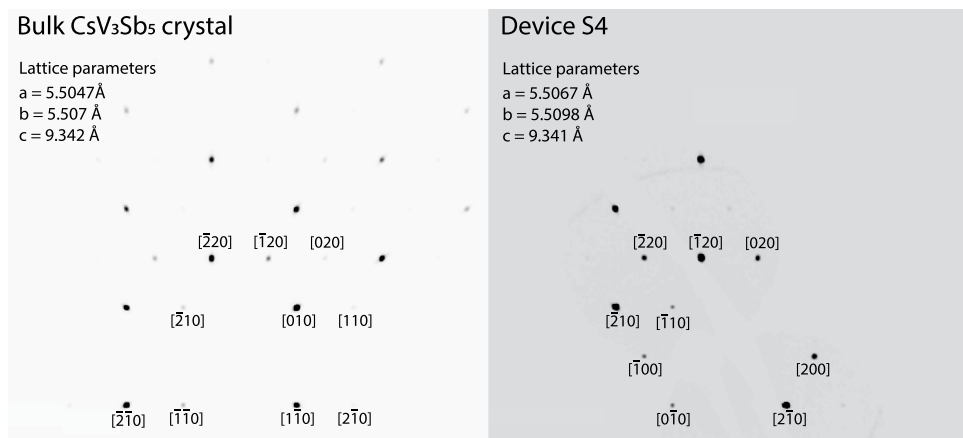 Bulk CsV₃Sb₅ crystal
Lattice parameters
a = 5.5047Å
b = 5.507 Å
c = 9.342 Å
[2̅20] [1̅20] [020]
[2̅10] [010] [110]
[2̅1̅0] [1̅1̅0] [11̅0] [21̅0]
Device S4
Lattice parameters
a = 5.5067 Å
b = 5.5098 Å
c = 9.341 Å
[2̅20] [1̅20] [020]
[2̅10] [1̅10]
[1̅00] [200]
[01̅0] [21̅0]